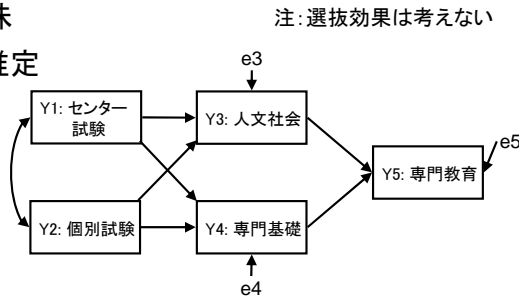 注：選抜効果は考えない
推定
e3
Y1: センター
試験
Y3: 人文社会
e5
Y5: 専門教育
Y2: 個別試験
Y4: 専門基礎
e4